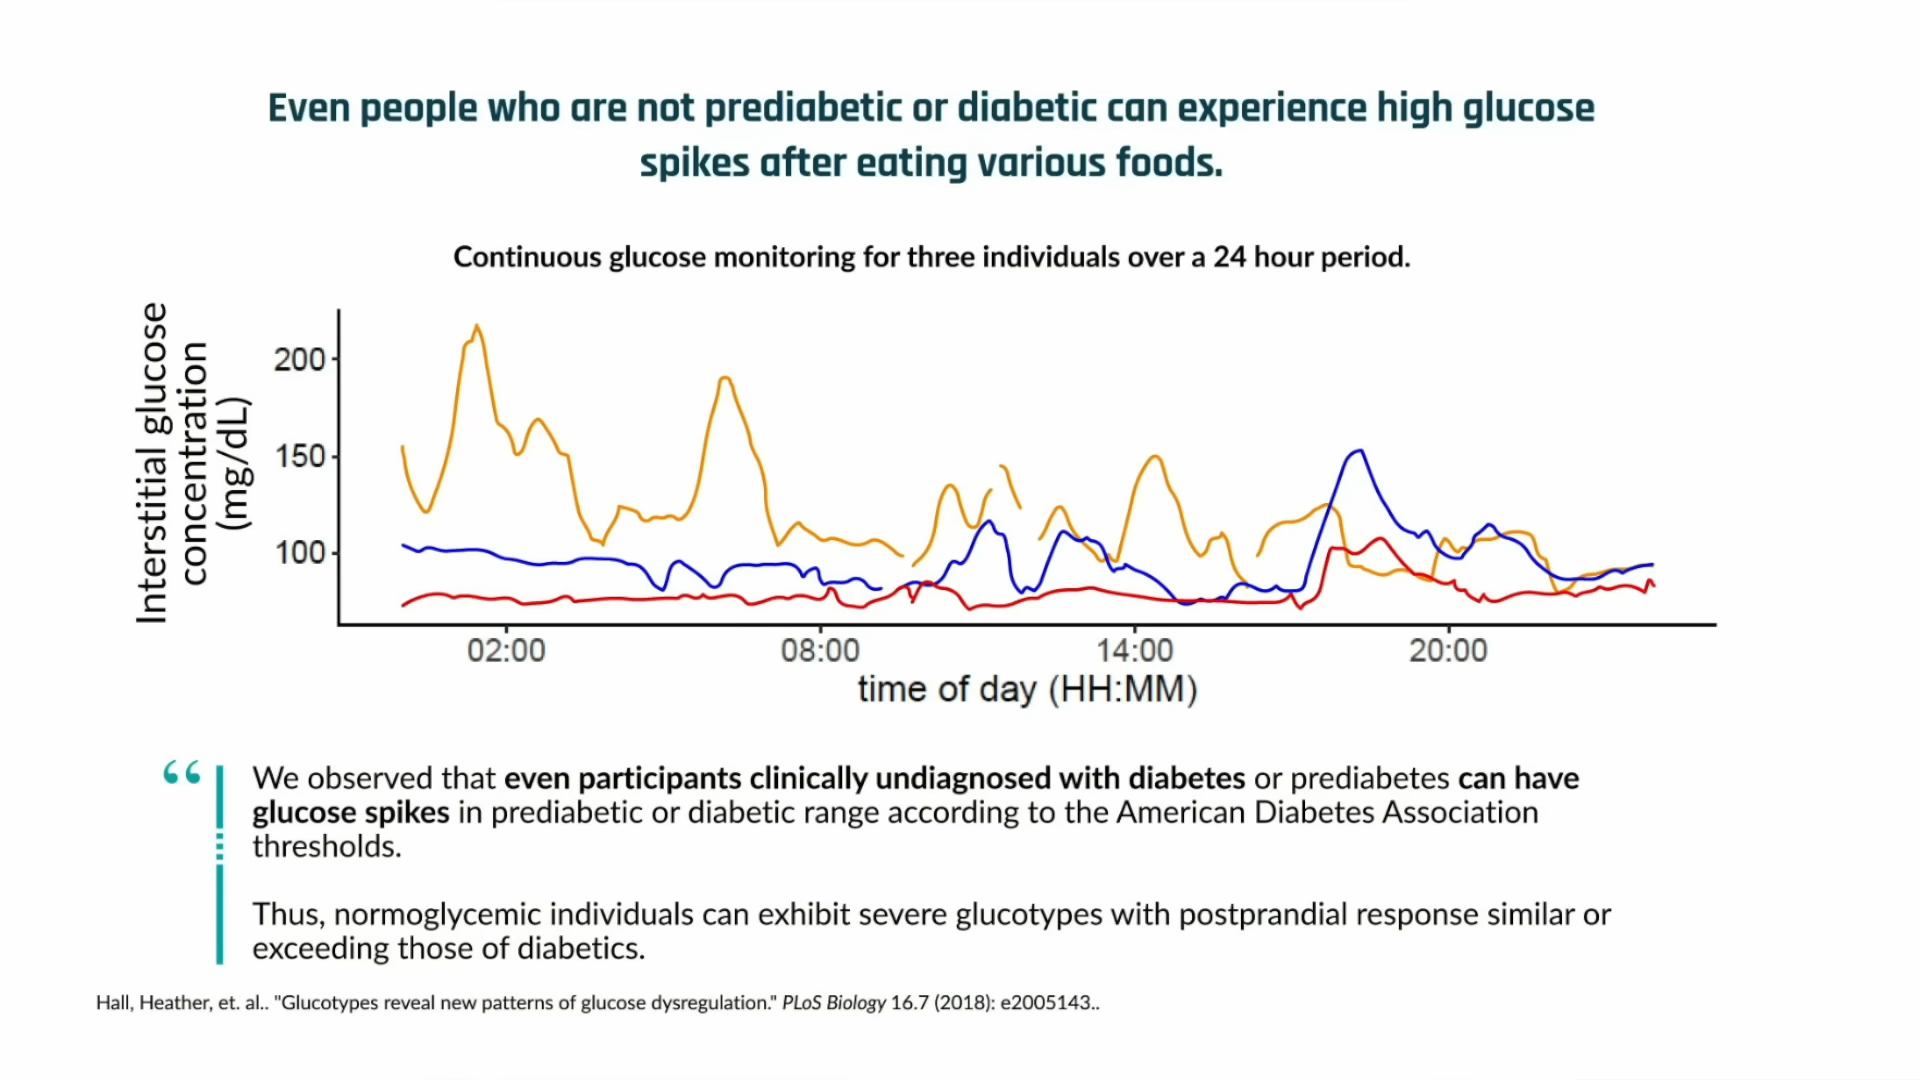 Even people who are not prediabetic or diabetic can experience high glucose
spikes after eating various foods.
Continuous glucose monitoring for three individuals over a 24 hour period.
Interstitial glucose
concentration
(mg/dL)
200
150
100
02:00 08:00 14:00 20:00
time of day (HH:MM)
“
We observed that even participants clinically undiagnosed with diabetes or prediabetes can have
glucose spikes in prediabetic or diabetic range according to the American Diabetes Association
thresholds.
Thus, normoglycemic individuals can exhibit severe glucotypes with postprandial response similar or
exceeding those of diabetics.
Hall, Heather, et. al.. "Glucotypes reveal new patterns of glucose dysregulation." PLoS Biology 16.7 (2018): e2005143..